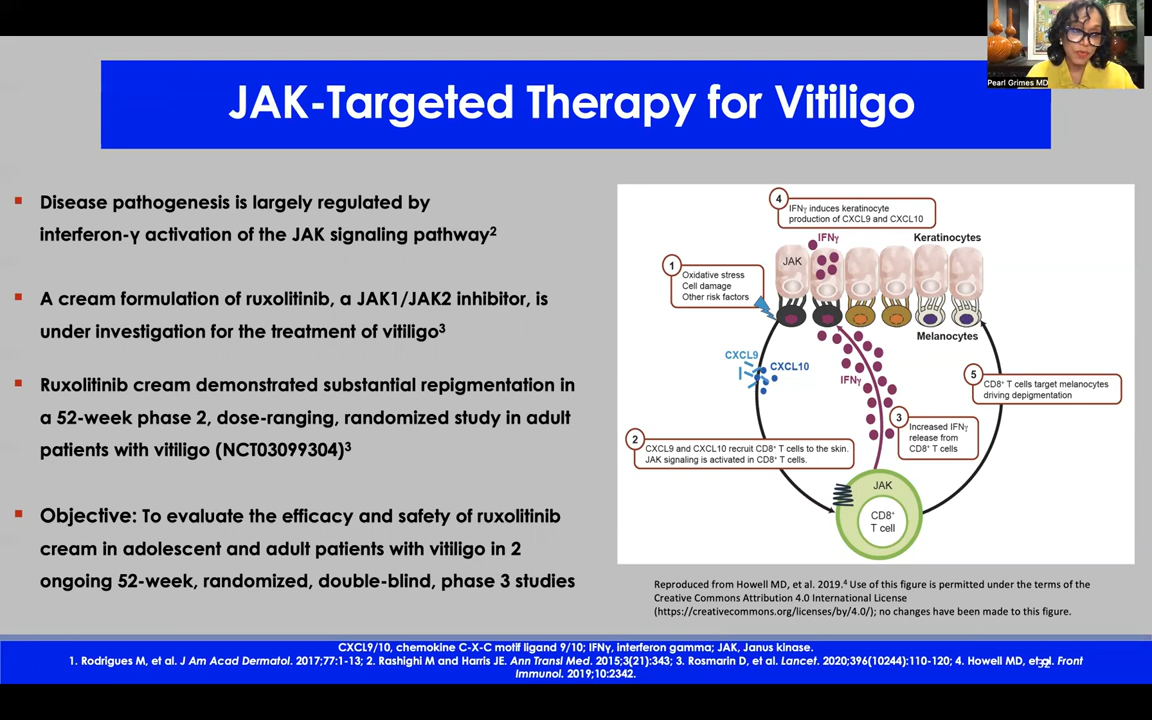 Pearl Grimes MD
JAK-Targeted Therapy for Vitiligo
▪ Disease pathogenesis is largely regulated by
interferon-γ activation of the JAK signaling pathway²
▪ A cream formulation of ruxolitinib, a JAK1/JAK2 inhibitor, is
under investigation for the treatment of vitiligo³
▪ Ruxolitinib cream demonstrated substantial repigmentation in
a 52-week phase 2, dose-ranging, randomized study in adult
patients with vitiligo (NCT03099304)³
▪ Objective: To evaluate the efficacy and safety of ruxolitinib
cream in adolescent and adult patients with vitiligo in 2
ongoing 52-week, randomized, double-blind, phase 3 studies
4
IFNγ induces keratinocyte
production of CXCL9 and CXCL10
IFNγ
Keratinocytes
JAK
1
Oxidative stress
Cell damage
Other risk factors
Melanocytes
CXCL9
CXCL10
IFNγ
5
CD8⁺ T cells target melanocytes
driving depigmentation
3
Increased IFNγ
release from
CD8⁺ T cells
2
CXCL9 and CXCL10 recruit CD8⁺ T cells to the skin.
JAK signaling is activated in CD8⁺ T cells.
JAK
CD8⁺
T cell
Reproduced from Howell MD, et al. 2019.⁴ Use of this figure is permitted under the terms of the
Creative Commons Attribution 4.0 International License
(https://creativecommons.org/licenses/by/4.0/); no changes have been made to this figure.
CXCL9/10, chemokine C-X-C motif ligand 9/10; IFNγ, interferon gamma; JAK, Janus kinase.
1. Rodrigues M, et al. J Am Acad Dermatol. 2017;77:1-13; 2. Rashighi M and Harris JE. Ann Transl Med. 2015;3(21):343; 3. Rosmarin D, et al. Lancet. 2020;396(10244):110-120; 4. Howell MD, et al. Front
Immunol. 2019;10:2342.